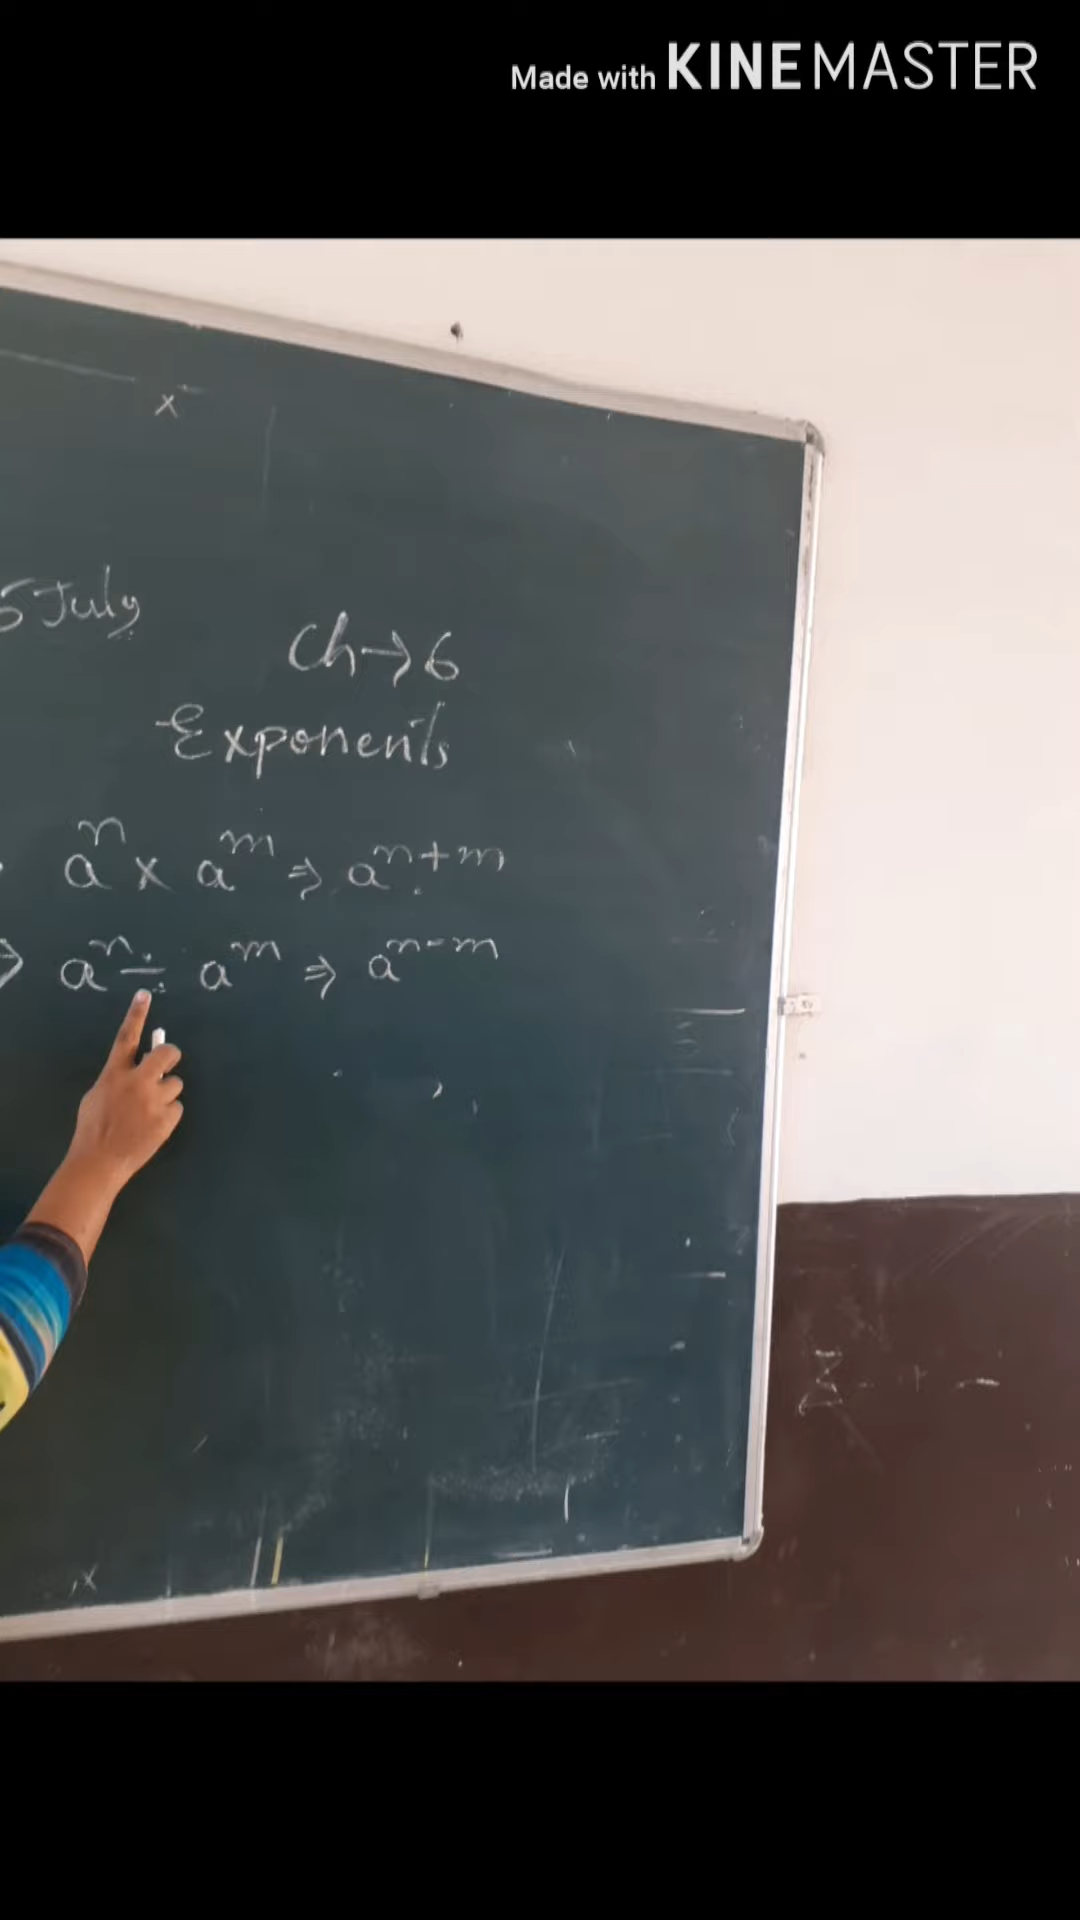 Made with KINEMASTER
x
5 July
Ch→6
Exponents
aⁿ x aᵐ ⇒ aⁿ⁺ᵐ
⇒ aⁿ ÷ aᵐ ⇒ aⁿ⁻ᵐ
x